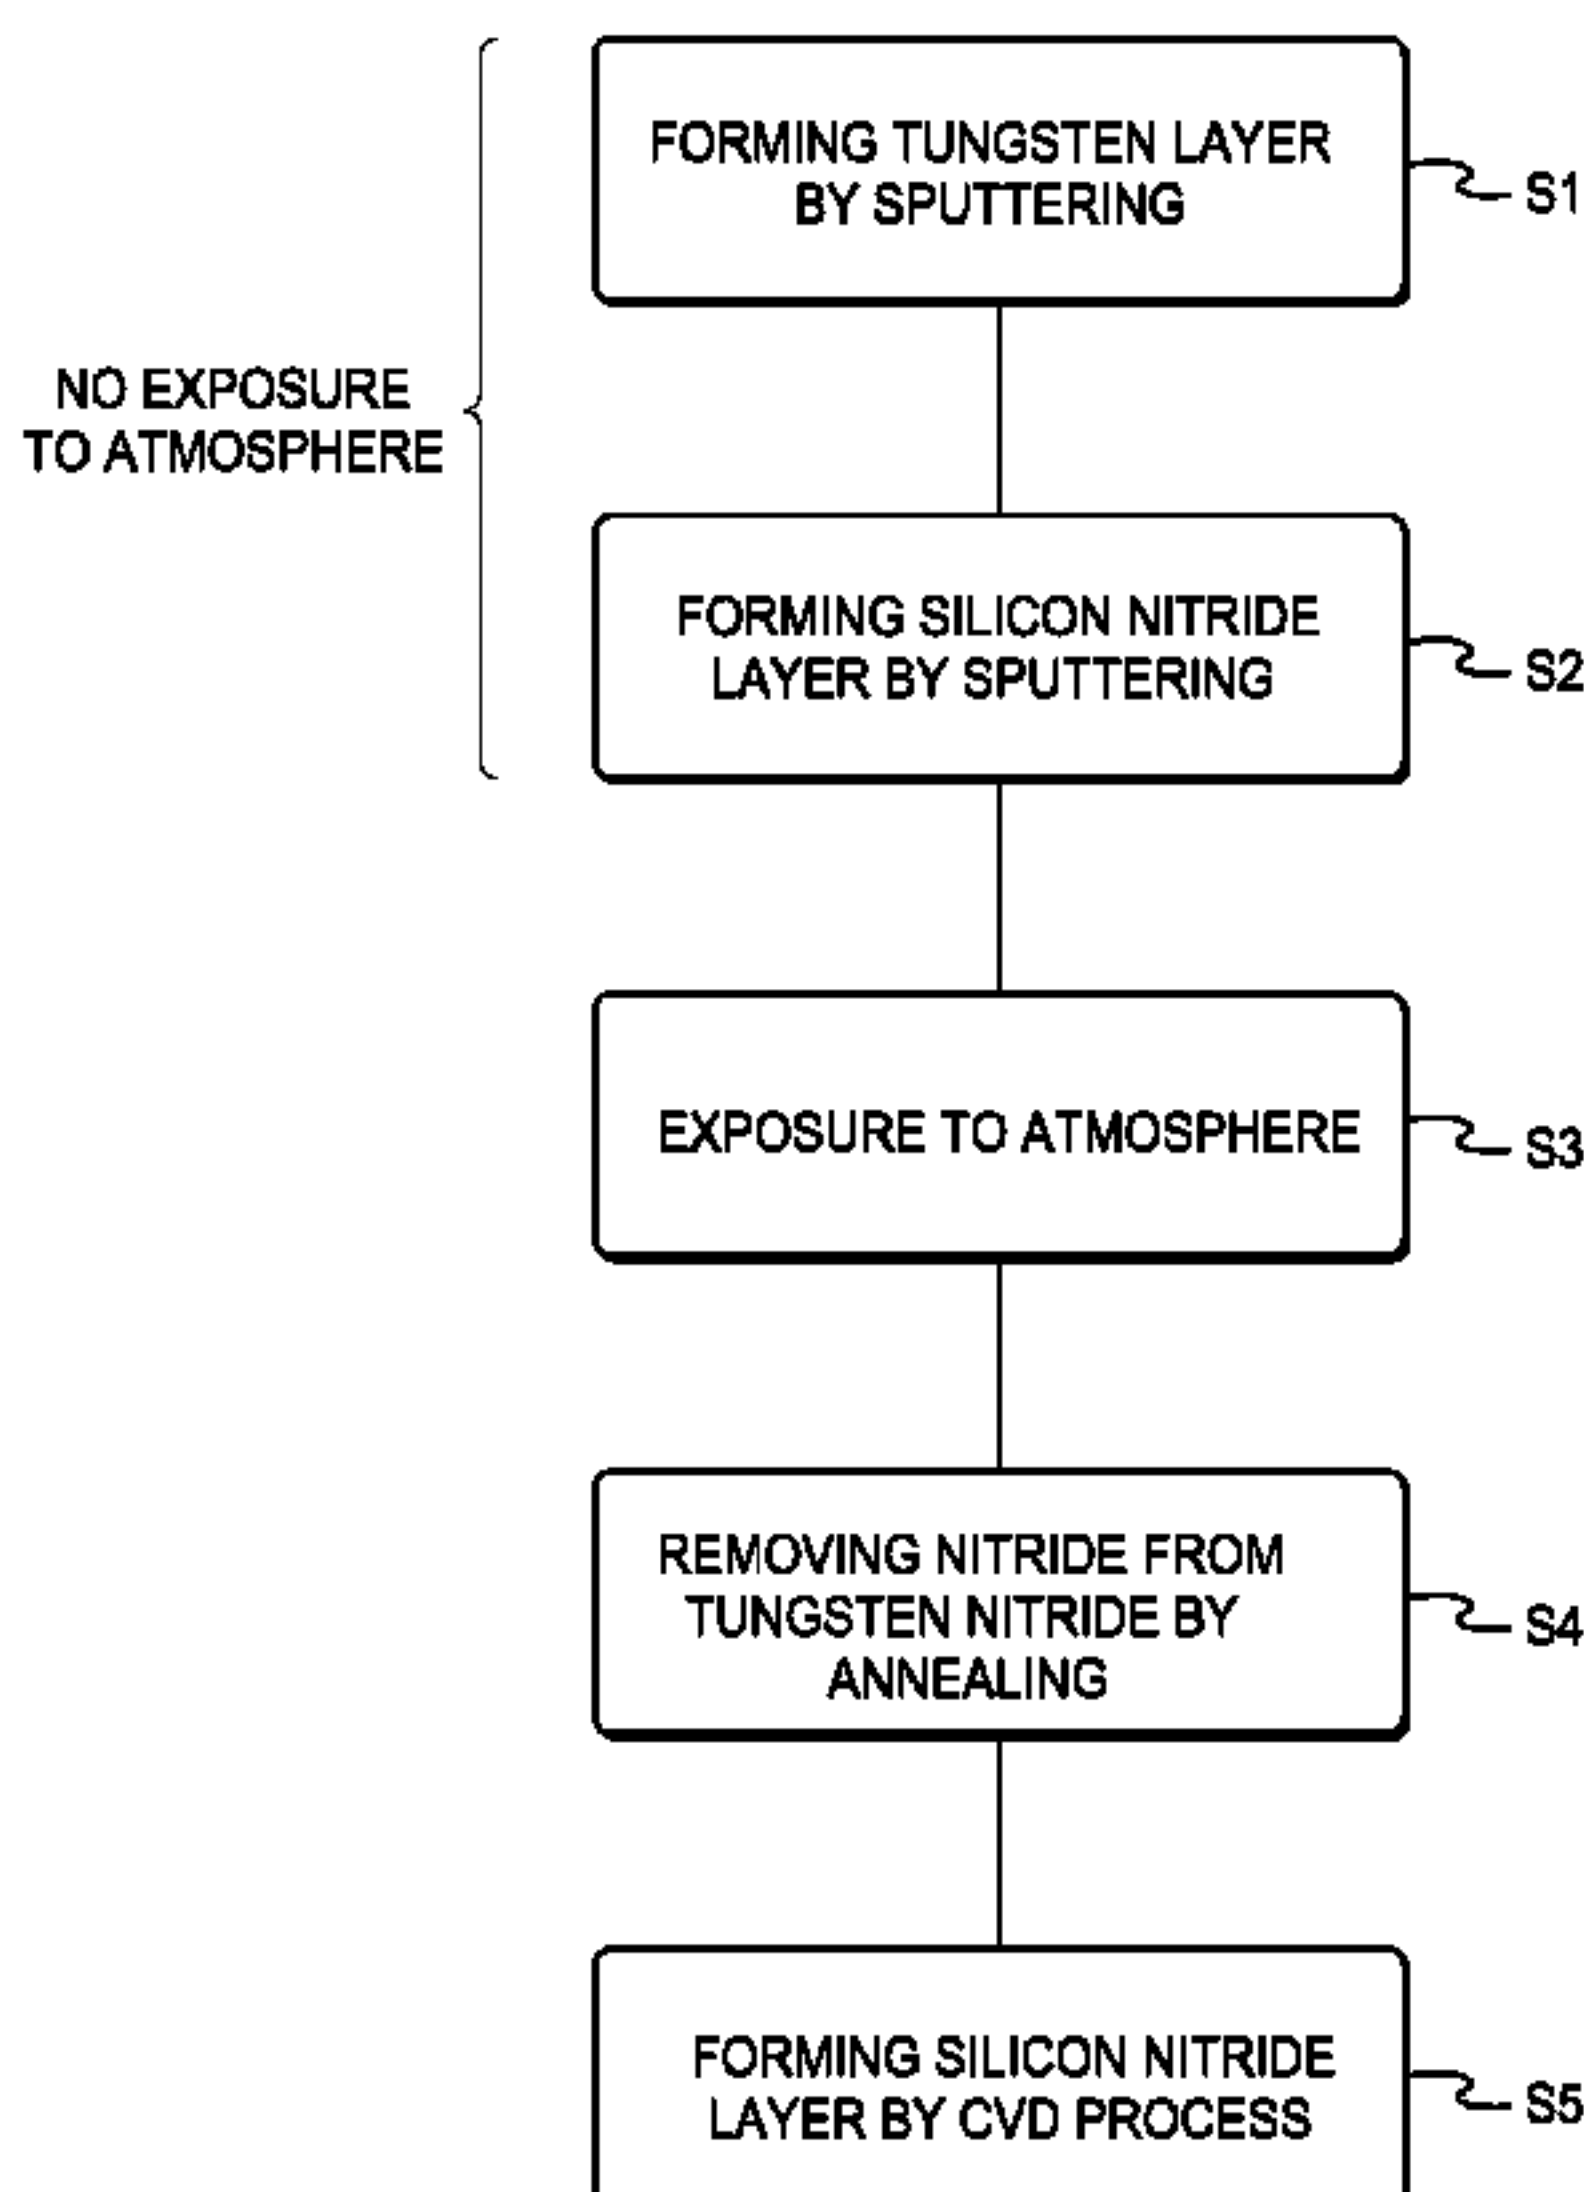 FORMING TUNGSTEN LAYER
BY SPUTTERING
S1
NO EXPOSURE
TO ATMOSPHERE
FORMING SILICON NITRIDE
LAYER BY SPUTTERING
S2
EXPOSURE TO ATMOSPHERE
S3
REMOVING NITRIDE FROM
TUNGSTEN NITRIDE BY
ANNEALING
S4
FORMING SILICON NITRIDE
LAYER BY CVD PROCESS
S5